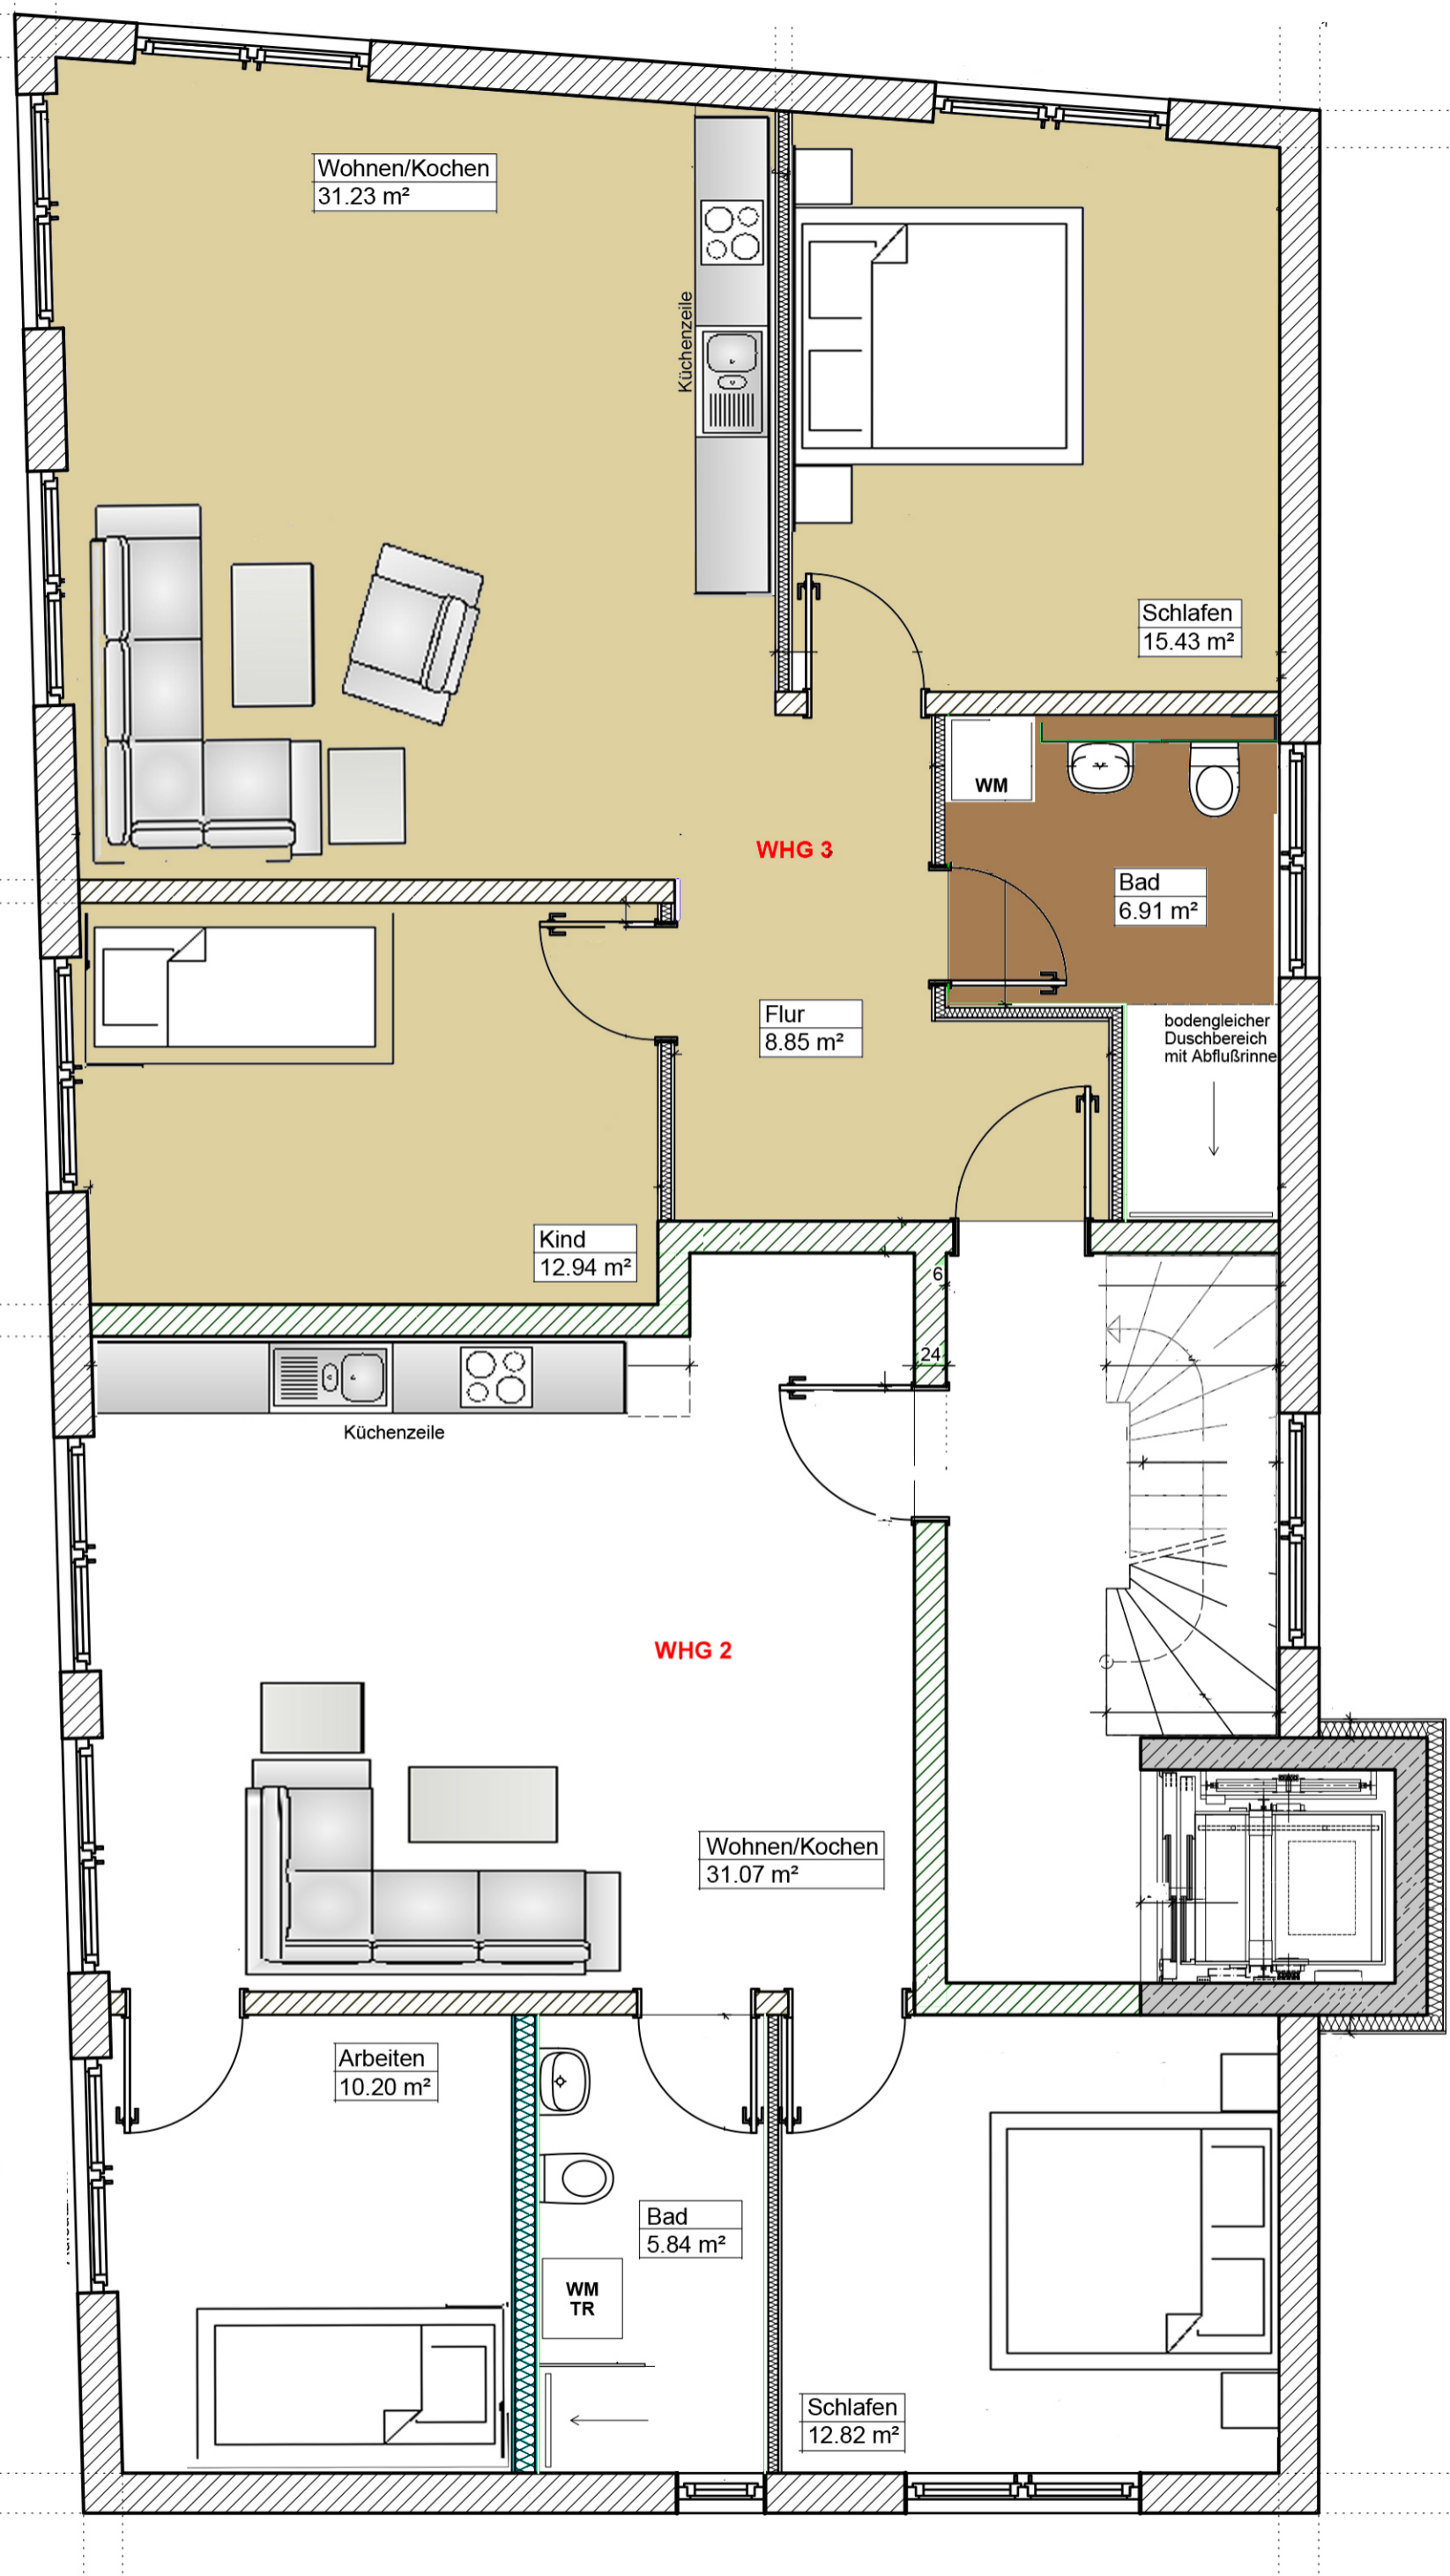 Wohnen/Kochen
31.23 m²
Küchenzeile
Schlafen
15.43 m²
WM
WHG 3
Bad
6.91 m²
Flur
8.85 m²
bodengleicher
Duschbereich
mit Abflußrinne
Kind
12.94 m²
6
24
Küchenzeile
WHG 2
Wohnen/Kochen
31.07 m²
Arbeiten
10.20 m²
Bad
5.84 m²
WM
TR
Schlafen
12.82 m²